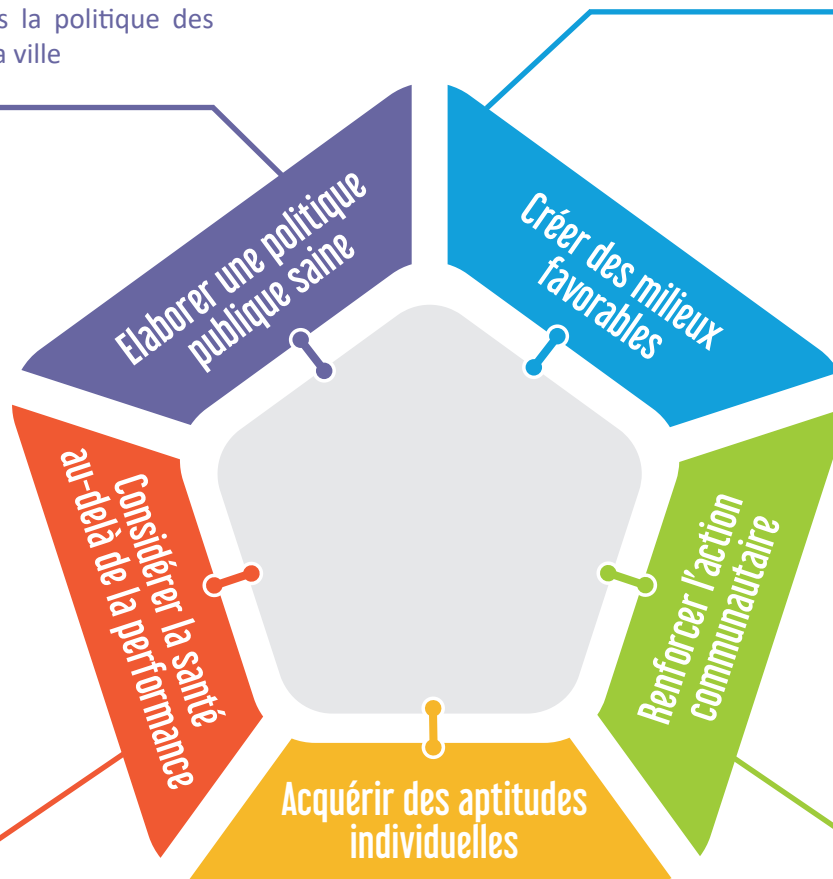 s la politique des
a ville
Elaborer une politique
publique saine
Créer des milieux
favorables
Considérer la santé
au-delà de la performance
Renforcer l'action
communautaire
Acquérir des aptitudes
individuelles